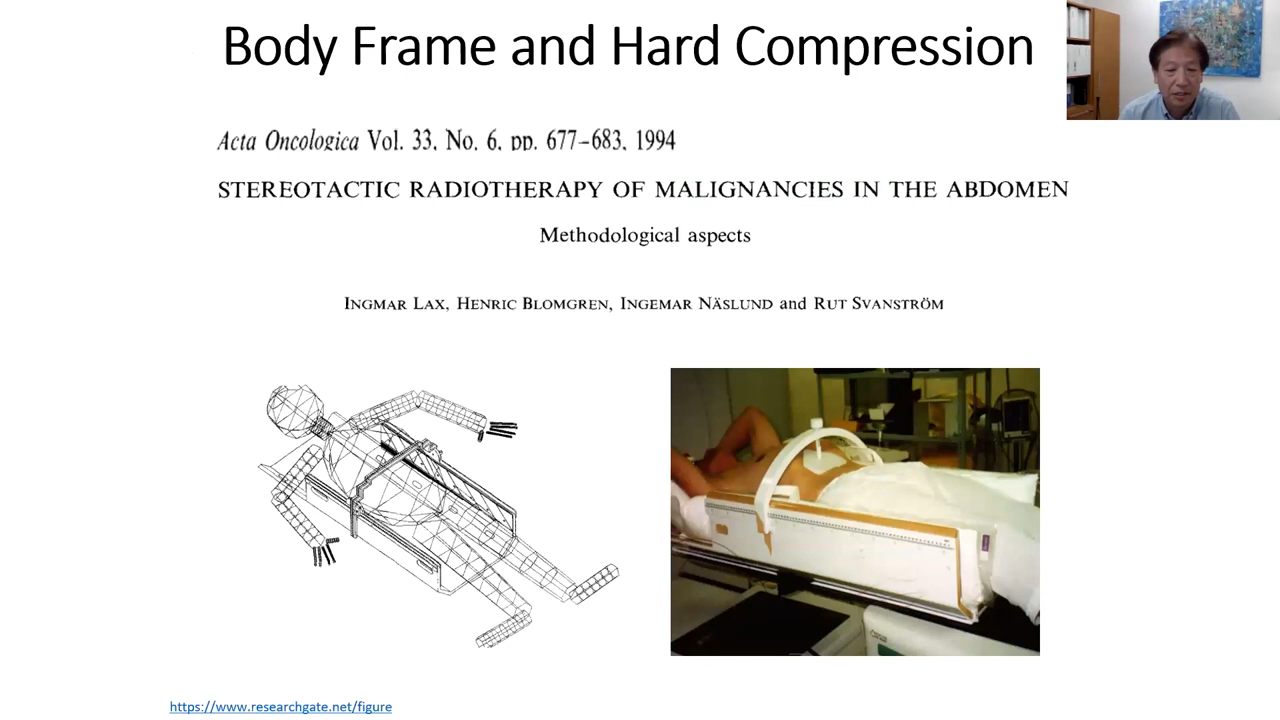 Body Frame and Hard Compression
Acta Oncologica Vol. 33, No. 6, pp. 677–683, 1994
STEREOTACTIC RADIOTHERAPY OF MALIGNANCIES IN THE ABDOMEN
Methodological aspects
INGMAR LAX, HENRIC BLOMGREN, INGEMAR NÄSLUND and RUT SVANSTRÖM
https://www.researchgate.net/figure